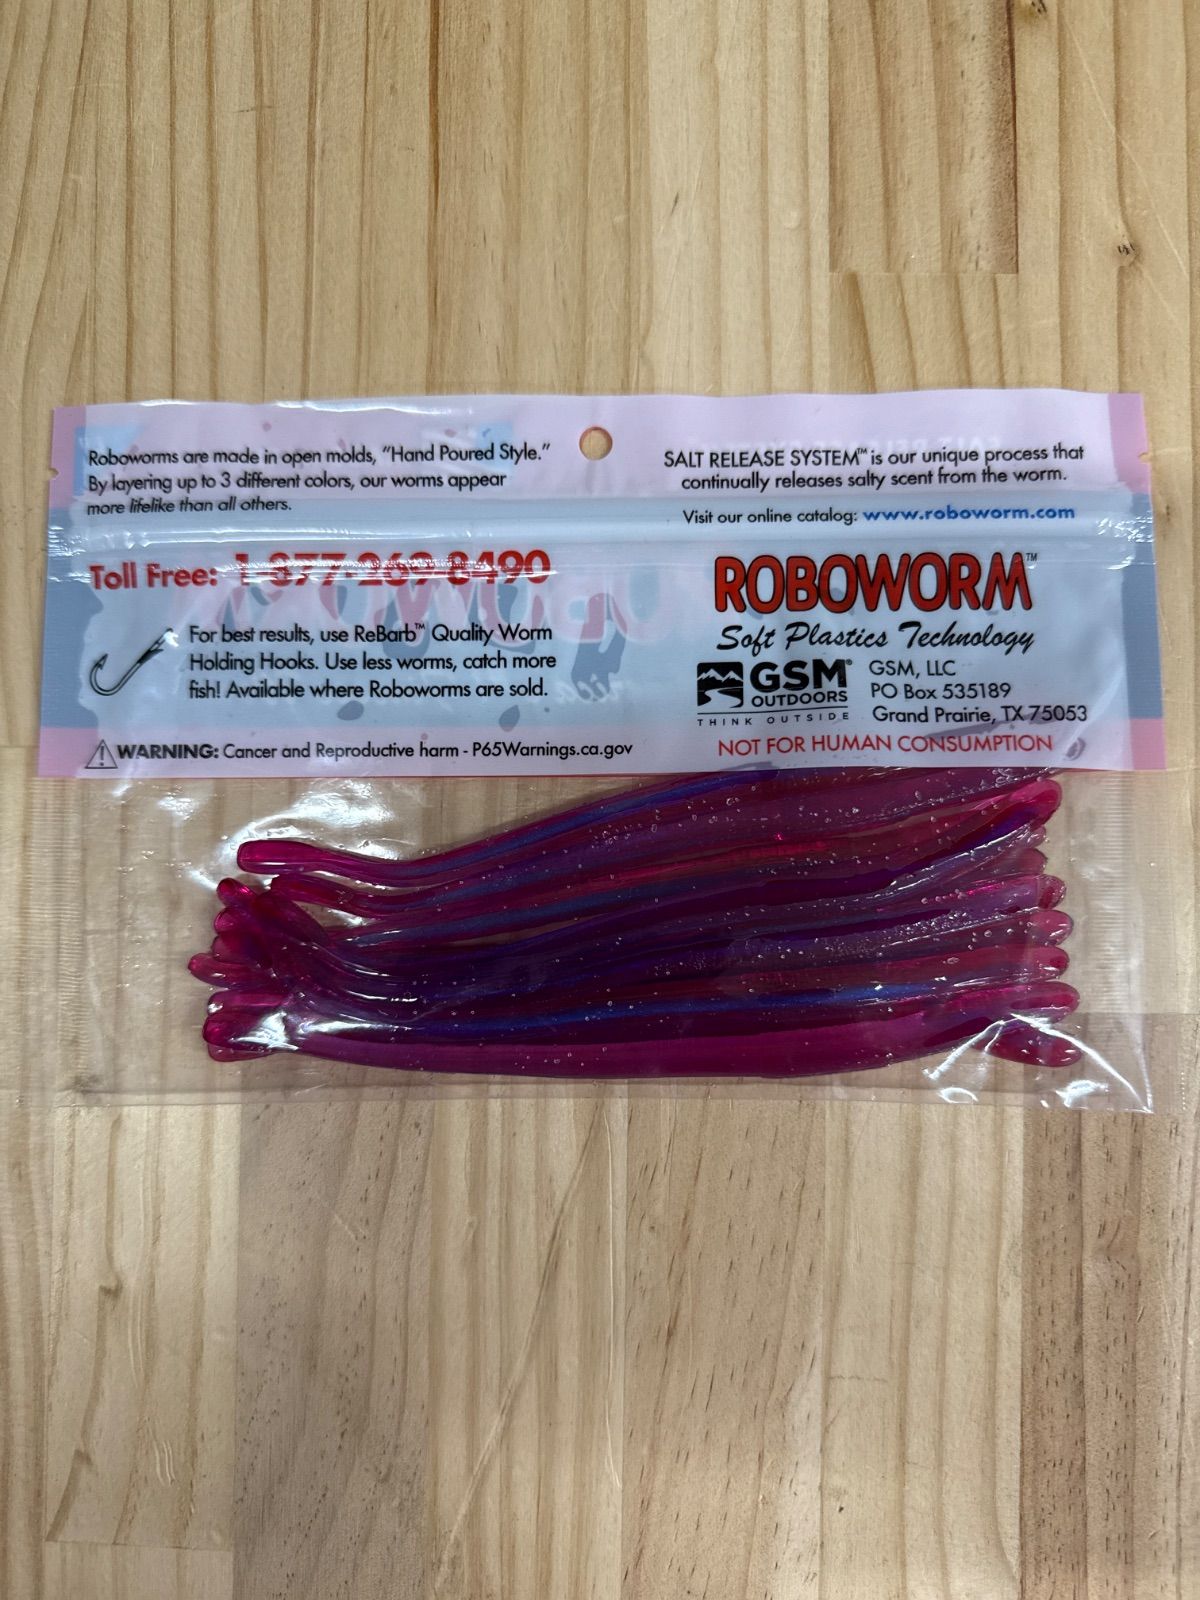 Roboworms are made in open molds, "Hand Poured Style."
By layering up to 3 different colors, our worms appear
more lifelike than all others.
Toll Free: 1-877-269-8490
For best results, use ReBarb™ Quality Worm
Holding Hooks. Use less worms, catch more
fish! Available where Roboworms are sold.
WARNING: Cancer and Reproductive harm - P65Warnings.ca.gov
SALT RELEASE SYSTEM™ is our unique process that
continually releases salty scent from the worm.
Visit our online catalog: www.roboworm.com
ROBOWORM™
Soft Plastics Technology
GSM®
OUTDOORS
THINK OUTSIDE
GSM, LLC
PO Box 535189
Grand Prairie, TX 75053
NOT FOR HUMAN CONSUMPTION